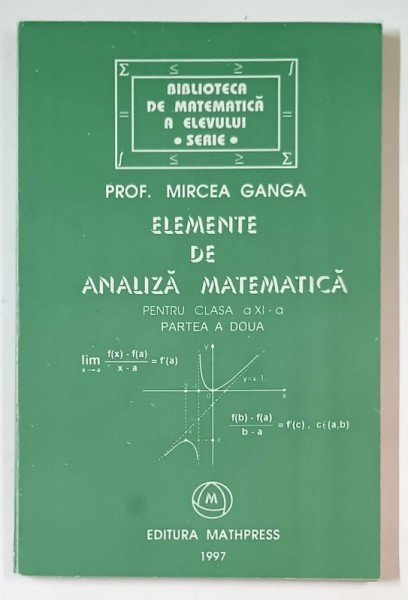 Σ ≤ ≥ ∫
BIBLIOTECA
DE MATEMATICĂ
A ELEVULUI
• SERIE •
= =
∫ ≤ ≥ Σ
PROF. MIRCEA GANGA
ELEMENTE
DE
ANALIZĂ MATEMATICĂ
PENTRU CLASA a XI - a
PARTEA A DOUA
lim f(x) - f(a) / x - a = f'(a)
x→a
y
y=x-1
x
0
f(b) - f(a) / b - a = f'(c) , c∈(a,b)
M
EDITURA MATHPRESS
1997